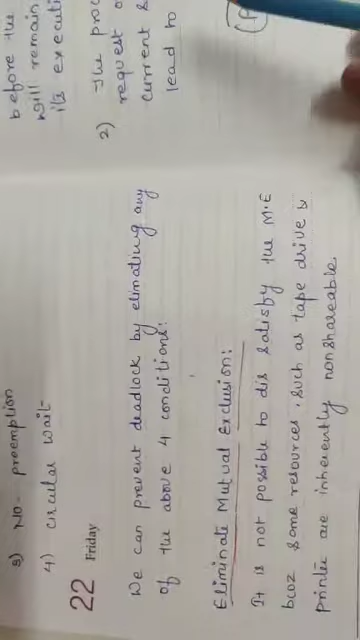 3) No - preemption
4) circular wait-
22 Friday
We can prevent deadlock by elimating any
of the above 4 conditions:
Eliminate Mutual Exclusion:
It is not possible to dis satisfy the M.E
bcoz some resources, such as tape drive &
printer are inherently non shareable.
before the
will remain
its executi
2) The proc
request
current &
lead to